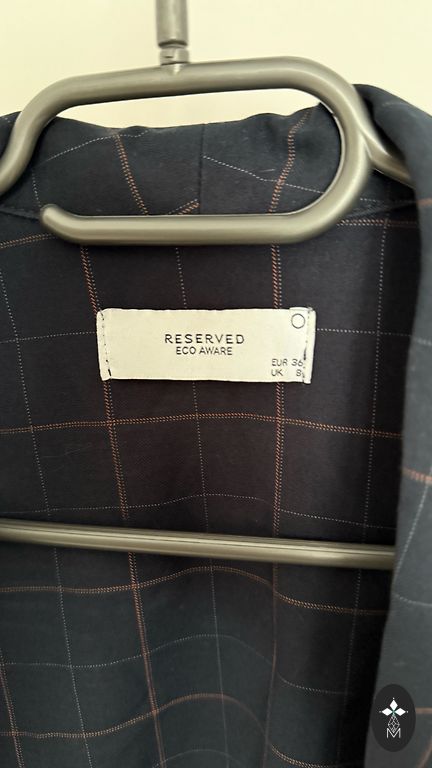 RESERVED
ECO AWARE
EUR 36
UK 8
M